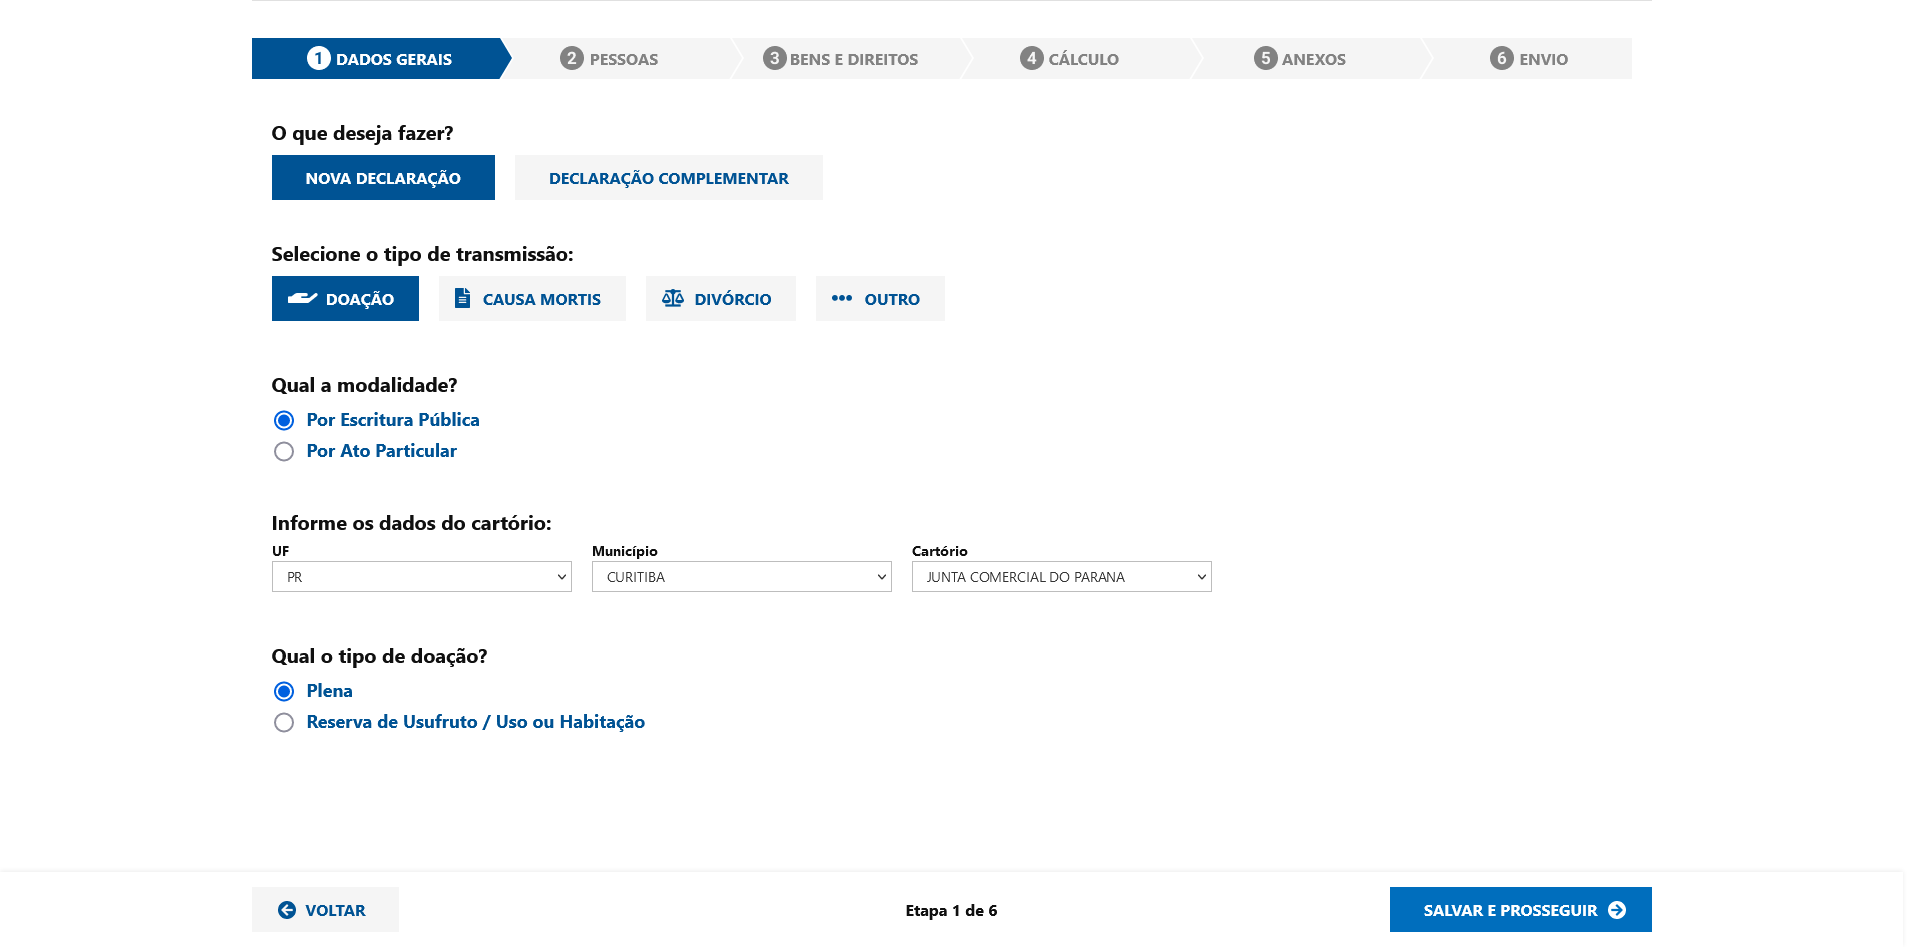 1 DADOS GERAIS 2 PESSOAS 3 BENS E DIREITOS 4 CÁLCULO 5 ANEXOS 6 ENVIO
O que deseja fazer?
NOVA DECLARAÇÃO DECLARAÇÃO COMPLEMENTAR
Selecione o tipo de transmissão:
DOAÇÃO CAUSA MORTIS DIVÓRCIO OUTRO
Qual a modalidade?
Por Escritura Pública
Por Ato Particular
Informe os dados do cartório:
UF Município Cartório
PR CURITIBA JUNTA COMERCIAL DO PARANA
Qual o tipo de doação?
Plena
Reserva de Usufruto / Uso ou Habitação
VOLTAR Etapa 1 de 6 SALVAR E PROSSEGUIR